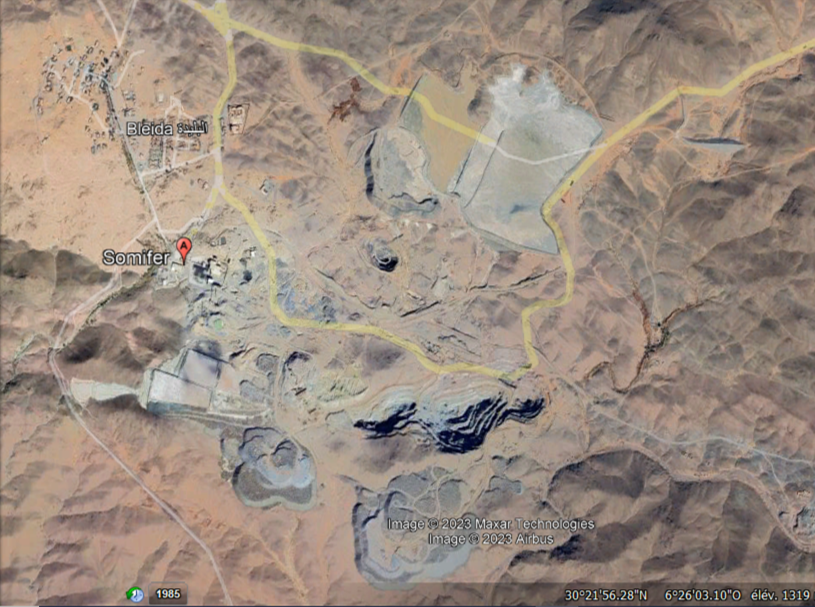 Bleida البليدة
Somifer
A
Image © 2023 Maxar Technologies
Image © 2023 Airbus
1985
30°21'56.28"N 6°26'03.10"O élév. 1319